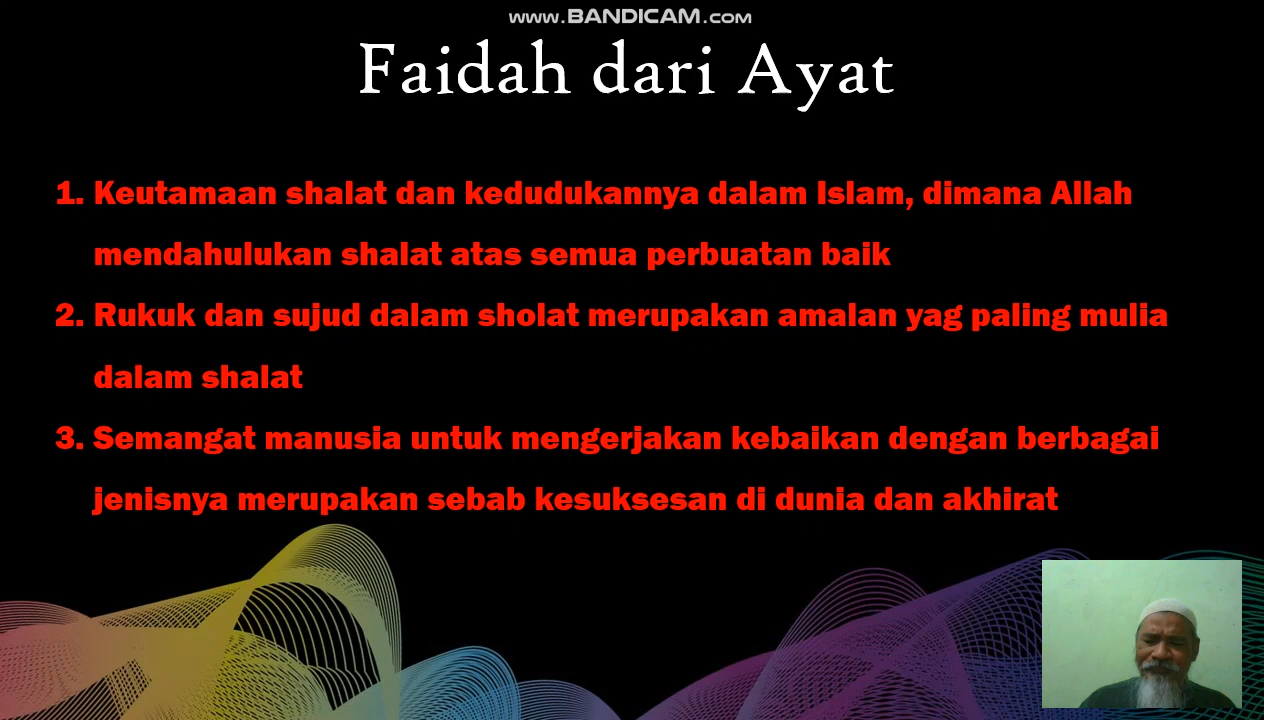 www.BANDICAM.com
Faidah dari Ayat
1. Keutamaan shalat dan kedudukannya dalam Islam, dimana Allah
mendahulukan shalat atas semua perbuatan baik
2. Rukuk dan sujud dalam sholat merupakan amalan yag paling mulia
dalam shalat
3. Semangat manusia untuk mengerjakan kebaikan dengan berbagai
jenisnya merupakan sebab kesuksesan di dunia dan akhirat